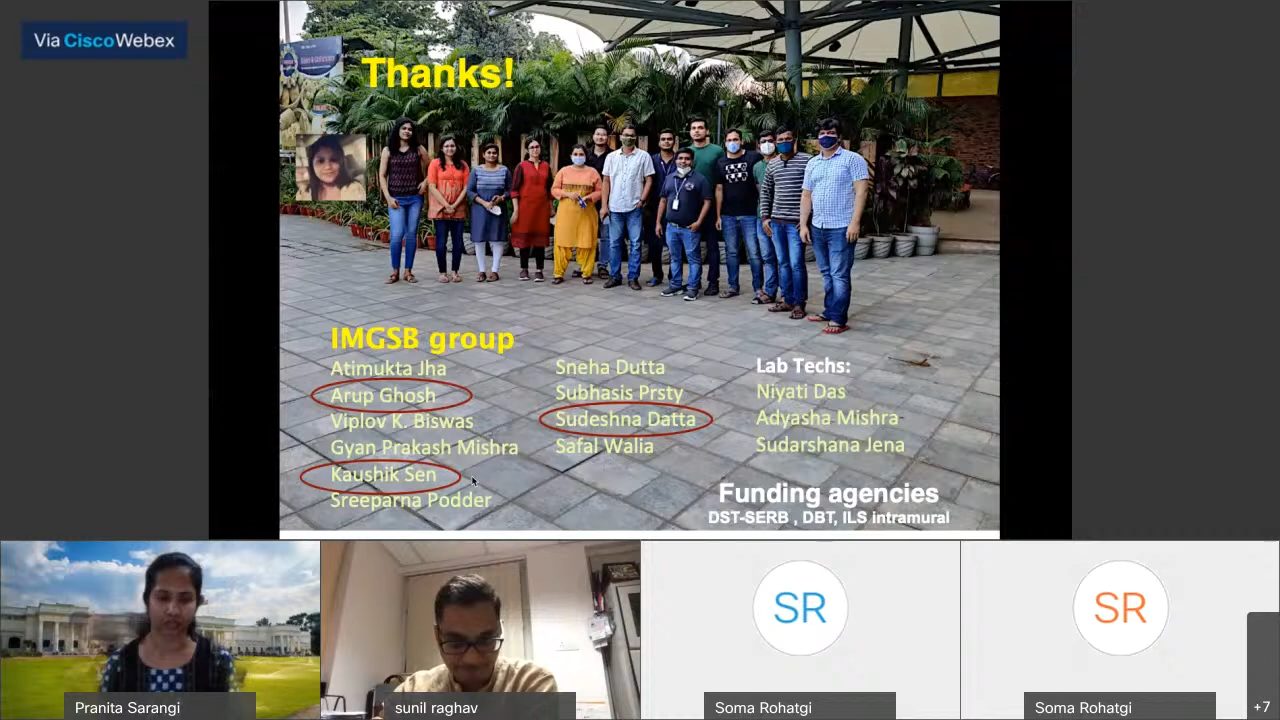 Via Cisco Webex
Thanks!
IMGSB group
Atimukta Jha
Arup Ghosh
Viplov K. Biswas
Gyan Prakash Mishra
Kaushik Sen
Sreeparna Podder
Sneha Dutta
Subhasis Prsty
Sudeshna Datta
Safal Walia
Lab Techs:
Niyati Das
Adyasha Mishra
Sudarshana Jena
Funding agencies
DST-SERB , DBT, ILS intramural
Pranita Sarangi
sunil raghav
SR
Soma Rohatgi
SR
Soma Rohatgi
+7